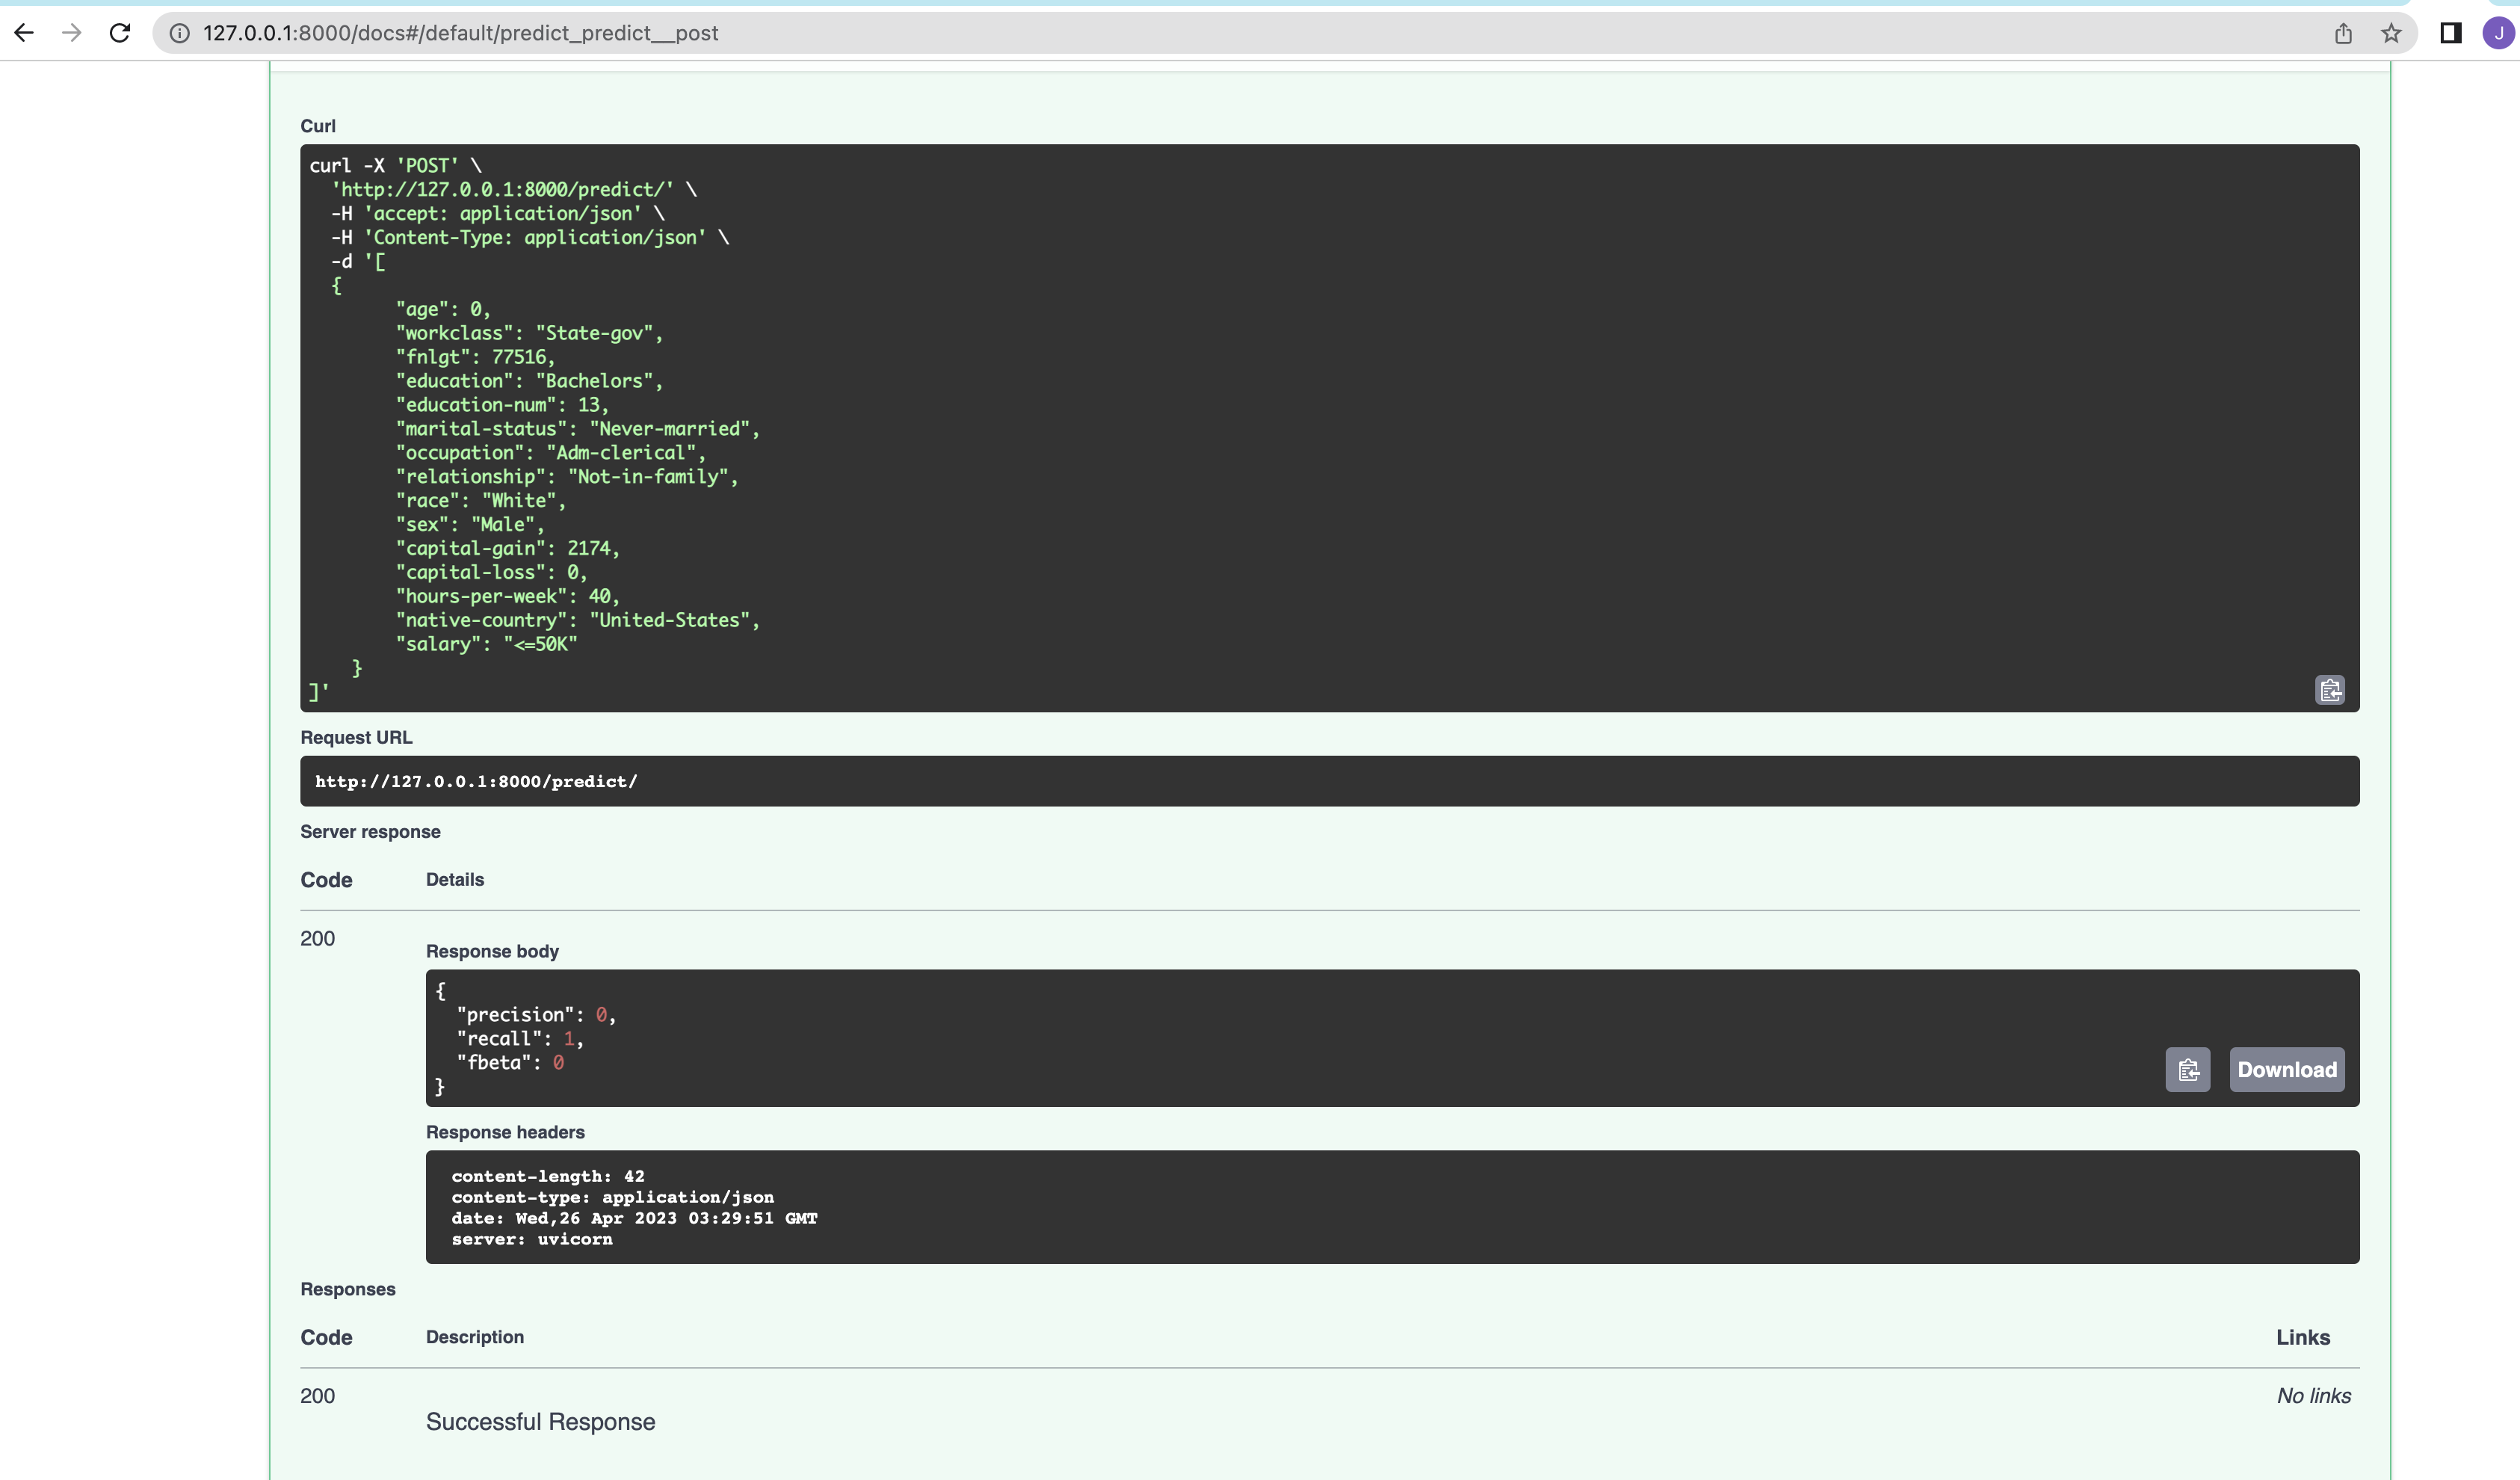 127.0.0.1:8000/docs#/default/predict_predict__post
J
Curl
curl -X 'POST' \
  'http://127.0.0.1:8000/predict/' \
  -H 'accept: application/json' \
  -H 'Content-Type: application/json' \
  -d '[
  {
        "age": 0,
        "workclass": "State-gov",
        "fnlgt": 77516,
        "education": "Bachelors",
        "education-num": 13,
        "marital-status": "Never-married",
        "occupation": "Adm-clerical",
        "relationship": "Not-in-family",
        "race": "White",
        "sex": "Male",
        "capital-gain": 2174,
        "capital-loss": 0,
        "hours-per-week": 40,
        "native-country": "United-States",
        "salary": "<=50K"
    }
]'
Request URL
http://127.0.0.1:8000/predict/
Server response
Code Details
200
Response body
{
  "precision": 0,
  "recall": 1,
  "fbeta": 0
}
Download
Response headers
content-length: 42
content-type: application/json
date: Wed,26 Apr 2023 03:29:51 GMT
server: uvicorn
Responses
Code Description Links
200 No links
Successful Response